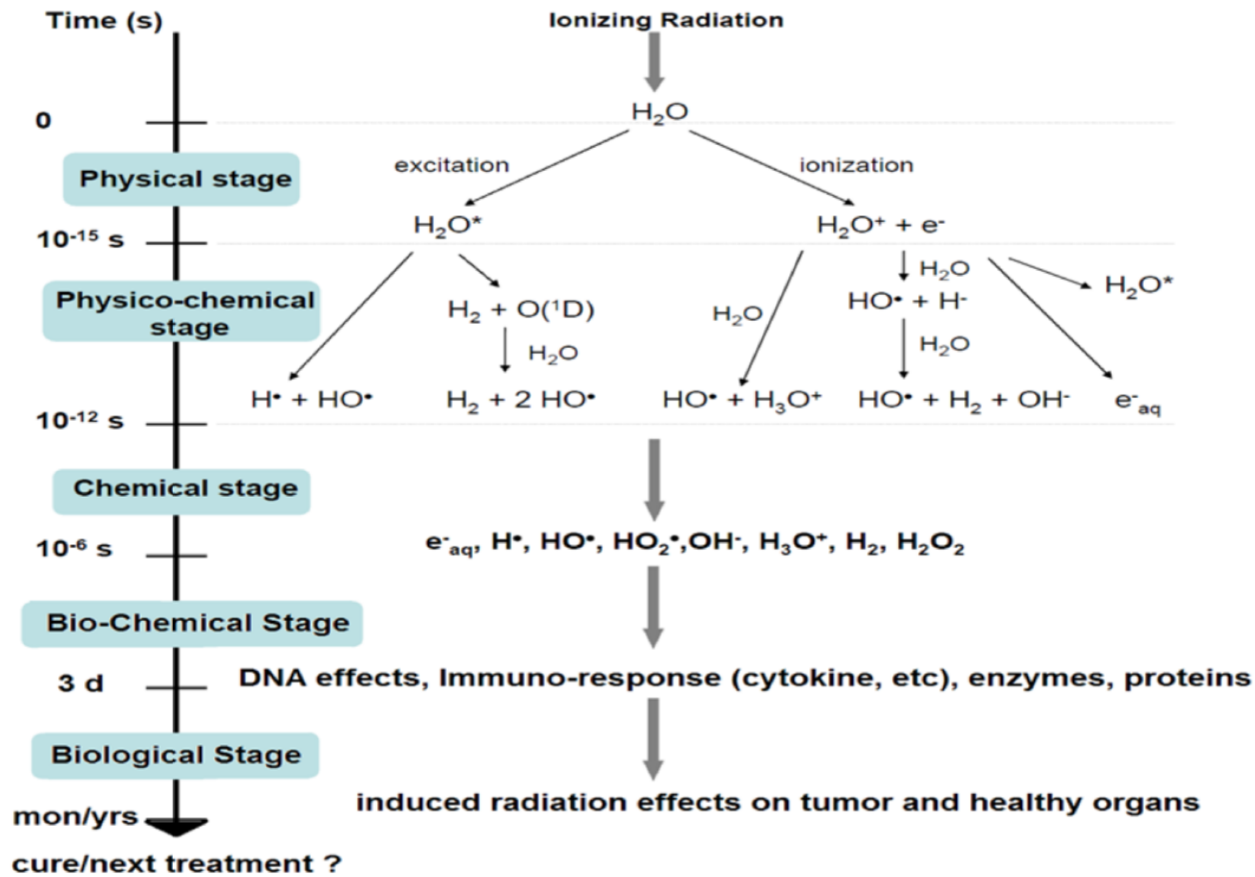 Time (s)
Ionizing Radiation
H₂O
0
excitation
ionization
Physical stage
H₂O*
H₂O⁺ + e⁻
10⁻¹⁵ s
H₂O
H₂O*
Physico-chemical
stage
H₂ + O(¹D)
HO• + H⁻
H₂O
H₂O
H₂O
H• + HO•
H₂ + 2 HO•
HO• + H₃O⁺
HO• + H₂ + OH⁻
e⁻aq
10⁻¹² s
Chemical stage
10⁻⁶ s
e⁻aq, H•, HO•, HO₂•,OH⁻, H₃O⁺, H₂, H₂O₂
Bio-Chemical Stage
3 d
DNA effects, Immuno-response (cytokine, etc), enzymes, proteins
Biological Stage
induced radiation effects on tumor and healthy organs
mon/yrs
cure/next treatment ?